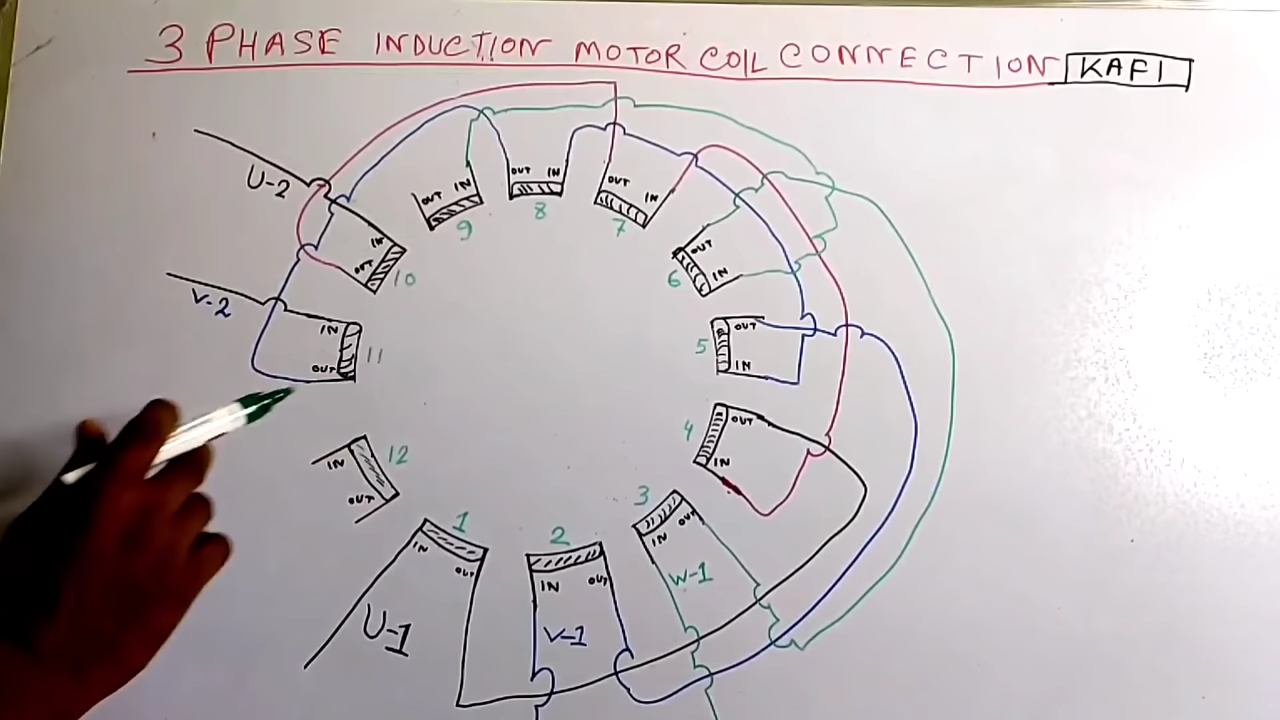 3 PHASE INDUCTION MOTOR COIL CONNECTION KAFI
U-2
IN
OUT
10
V-2
IN
OUT
11
IN
OUT
12
OUT
IN
9
OUT
IN
8
OUT
IN
7
OUT
IN
6
OUT
IN
5
OUT
IN
4
3
IN
OUT
W-1
2
IN
OUT
V-1
1
IN
OUT
U-1